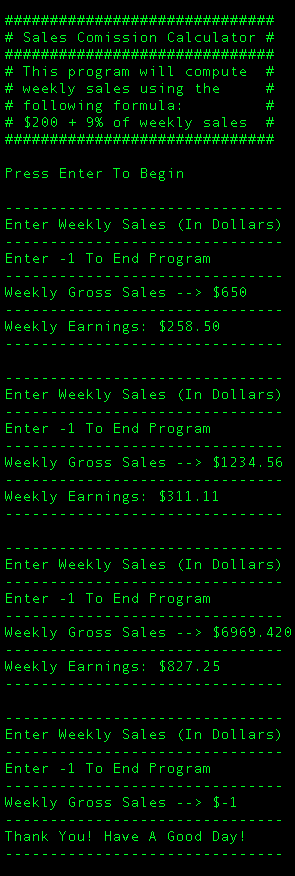 ##############################
# Sales Comission Calculator #
##############################
# This program will compute  #
# weekly sales using the     #
# following formula:         #
# $200 + 9% of weekly sales  #
##############################
Press Enter To Begin
-------------------------------
Enter Weekly Sales (In Dollars)
-------------------------------
Enter -1 To End Program
-------------------------------
Weekly Gross Sales --> $650
-------------------------------
Weekly Earnings: $258.50
-------------------------------
-------------------------------
Enter Weekly Sales (In Dollars)
-------------------------------
Enter -1 To End Program
-------------------------------
Weekly Gross Sales --> $1234.56
-------------------------------
Weekly Earnings: $311.11
-------------------------------
-------------------------------
Enter Weekly Sales (In Dollars)
-------------------------------
Enter -1 To End Program
-------------------------------
Weekly Gross Sales --> $6969.420
-------------------------------
Weekly Earnings: $827.25
-------------------------------
-------------------------------
Enter Weekly Sales (In Dollars)
-------------------------------
Enter -1 To End Program
-------------------------------
Weekly Gross Sales --> $-1
-------------------------------
Thank You! Have A Good Day!
-------------------------------